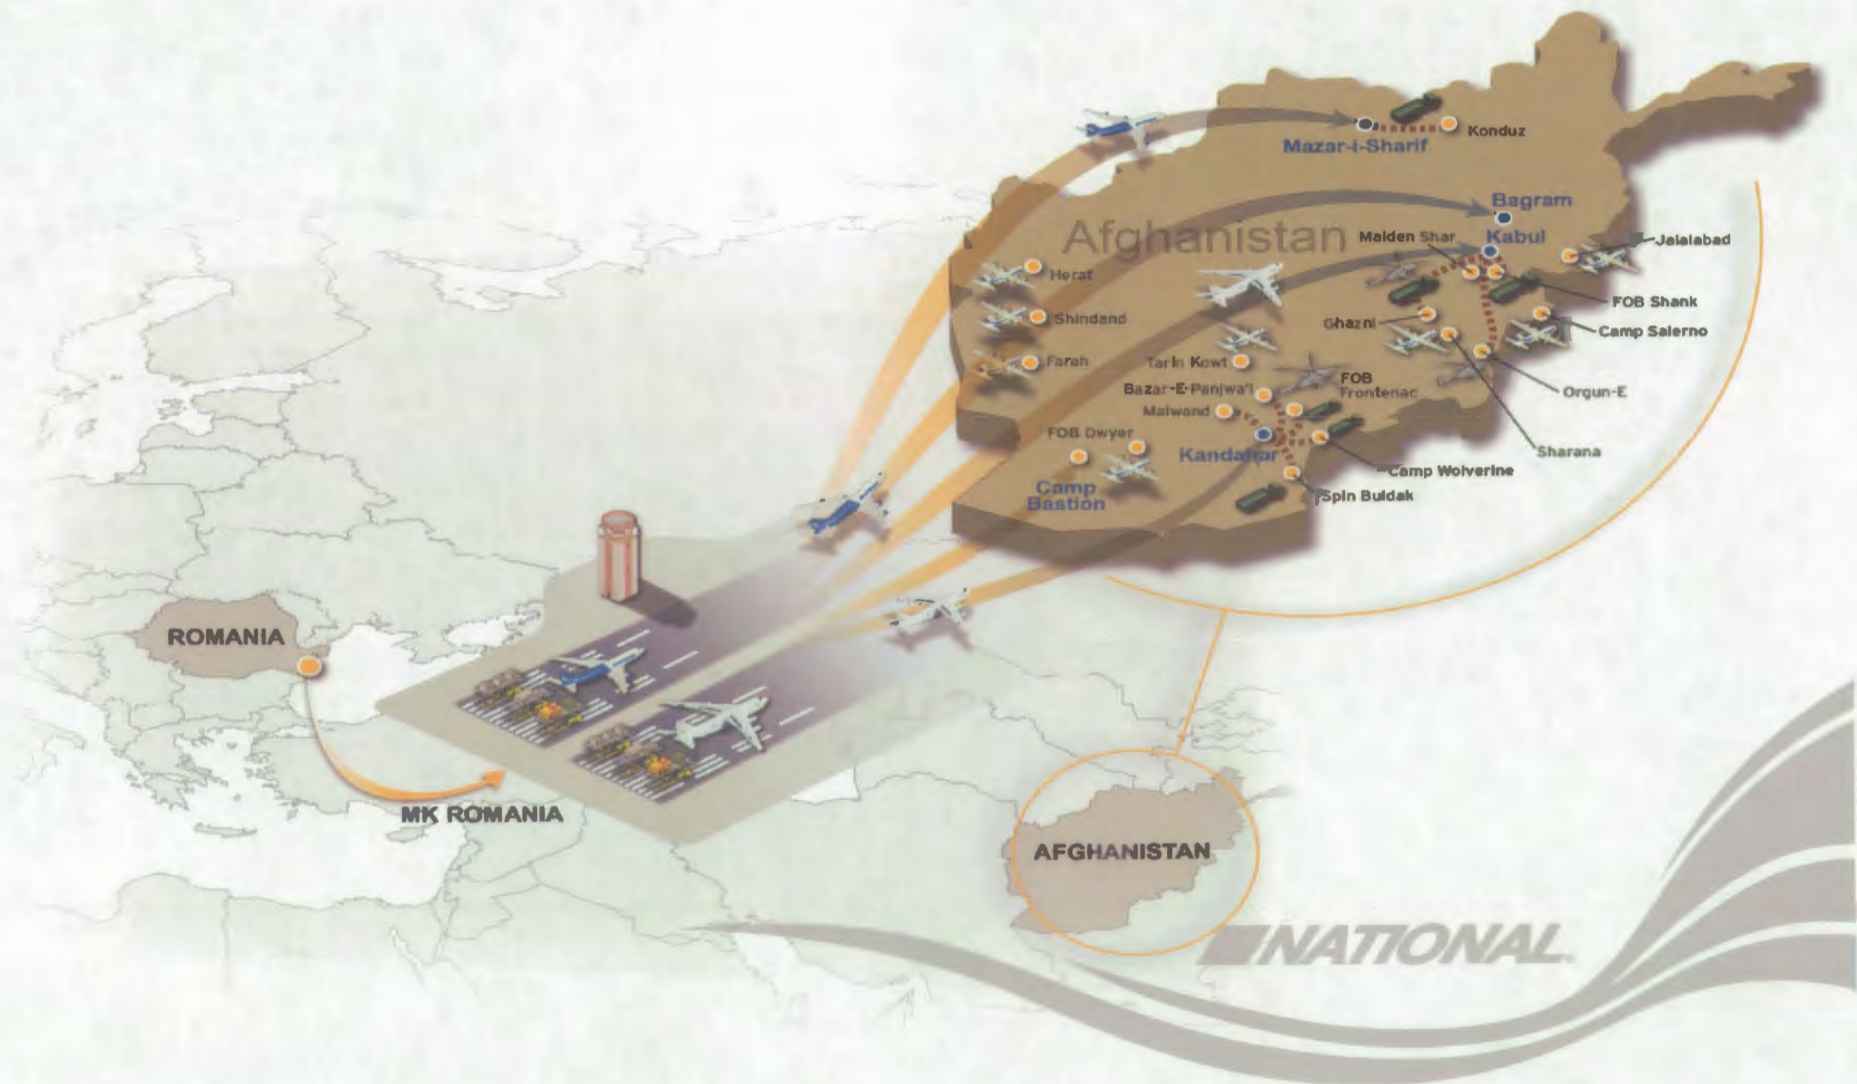 Konduz
Mazar-i-Sharif
Bagram
Afghanistan
Maiden Shar
Kabul
Jalalabad
Herat
FOB Shank
Shindand
Ghazni
Camp Salerno
Farah
Tarin Kowt
FOB
Frontenac
Bazar-E-Panjwa'i
Orgun-E
Maiwand
FOB Dwyer
Kandahar
Sharana
Camp Wolverine
Camp
Bastion
Spin Buldak
ROMANIA
MK ROMANIA
AFGHANISTAN
NATIONAL